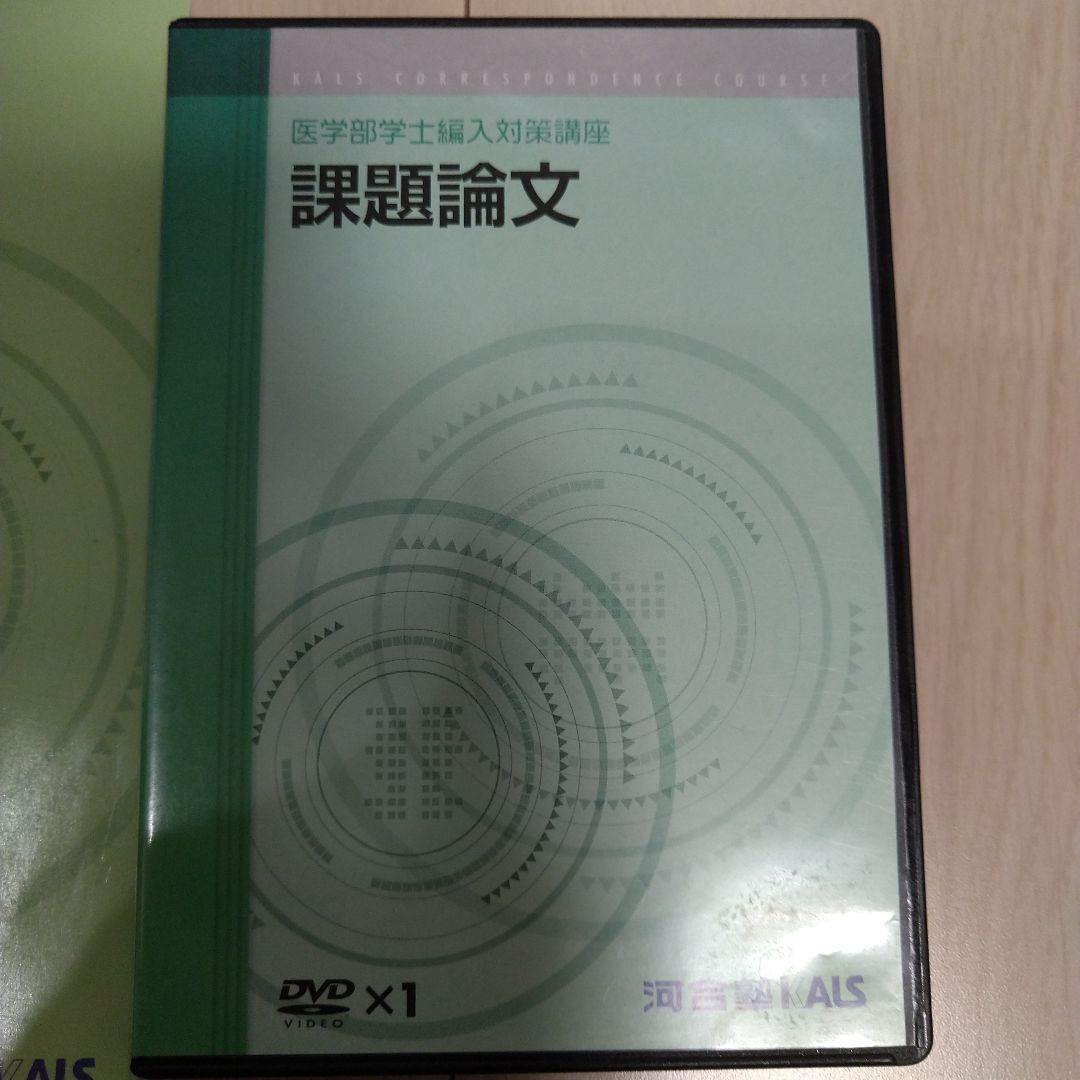 KALS CORRESPONDENCE COURSE
医学部学士編入対策講座
課題論文
DVD ×1
VIDEO
河合塾KALS
KALS